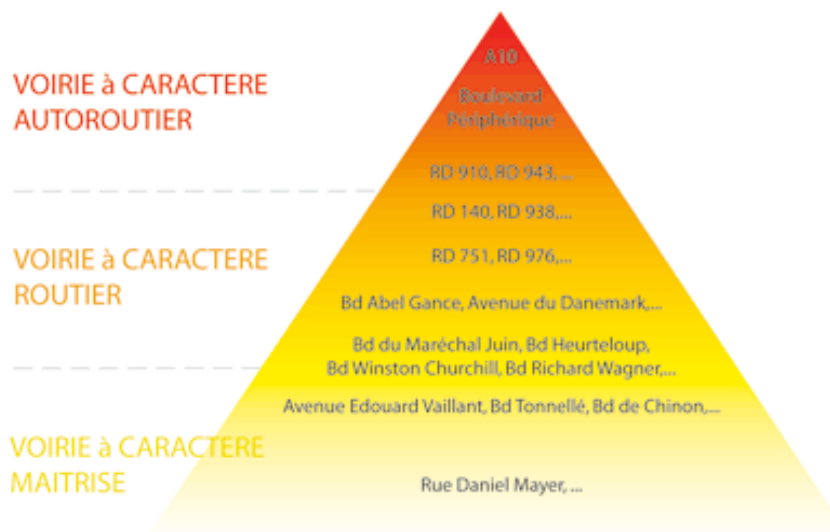 VOIRIE à CARACTERE
AUTOROUTIER
A10
Boulevard
Périphérique
RD 910, RD 943,...
VOIRIE à CARACTERE
ROUTIER
RD 140, RD 938,...
RD 751, RD 976,...
Bd Abel Gance, Avenue du Danemark,...
Bd du Maréchal Juin, Bd Heurteloup,
Bd Winston Churchill, Bd Richard Wagner,...
VOIRIE à CARACTERE
MAITRISE
Avenue Edouard Vaillant, Bd Tonnellé, Bd de Chinon,...
Rue Daniel Mayer, ...